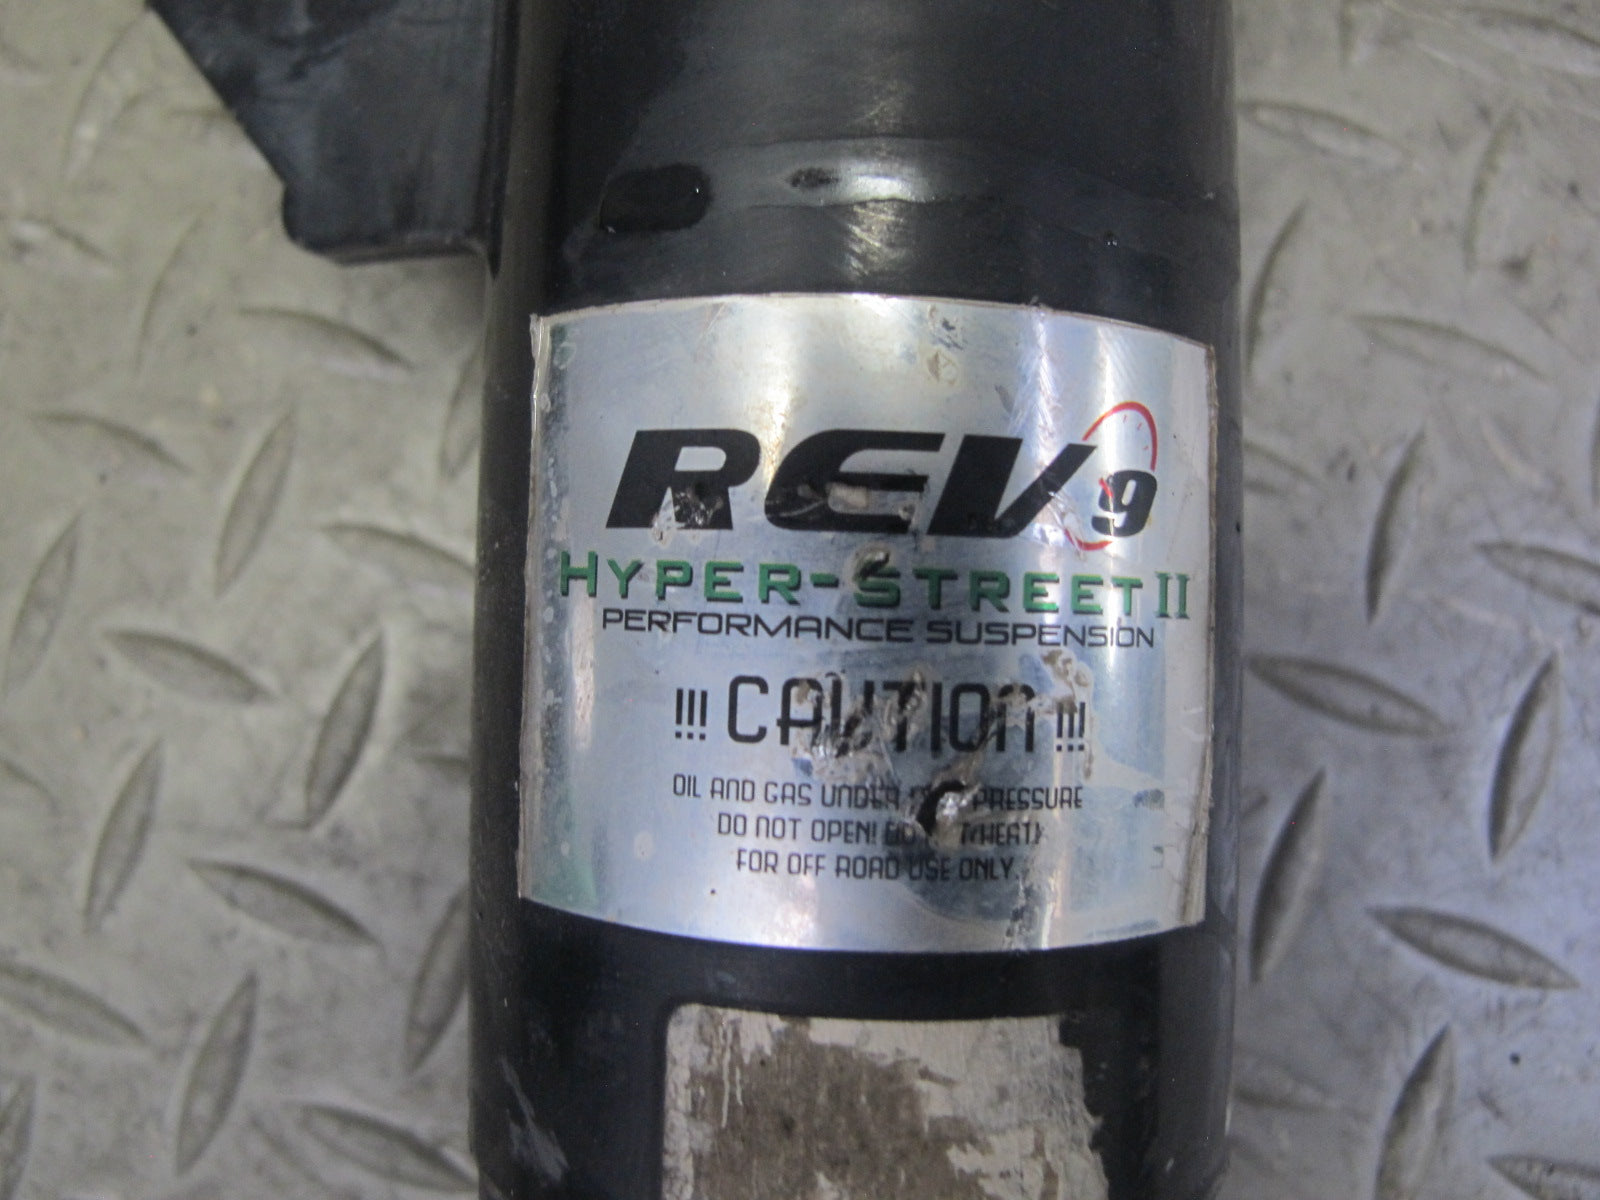 REV9
HYPER-STREET II
PERFORMANCE SUSPENSION
!!! CAUTION !!!
OIL AND GAS UNDER PRESSURE
DO NOT OPEN! (HEAT)
FOR OFF ROAD USE ONLY.